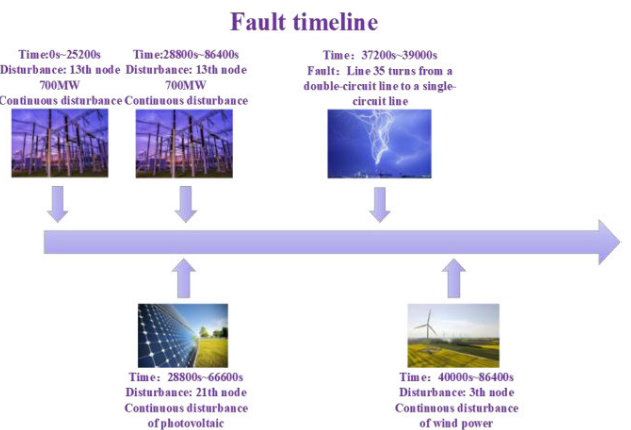 Fault timeline
Time:0s~25200s
Disturbance: 13th node
700MW
Continuous disturbance
Time:28800s~86400s
Disturbance: 13th node
700MW
Continuous disturbance
Time: 37200s~39000s
Fault: Line 35 turns from a
double-circuit line to a single-
circuit line
Time: 28800s~66600s
Disturbance: 21th node
Continuous disturbance
of photovoltaic
Time: 40000s~86400s
Disturbance: 3th node
Continuous disturbance
of wind power